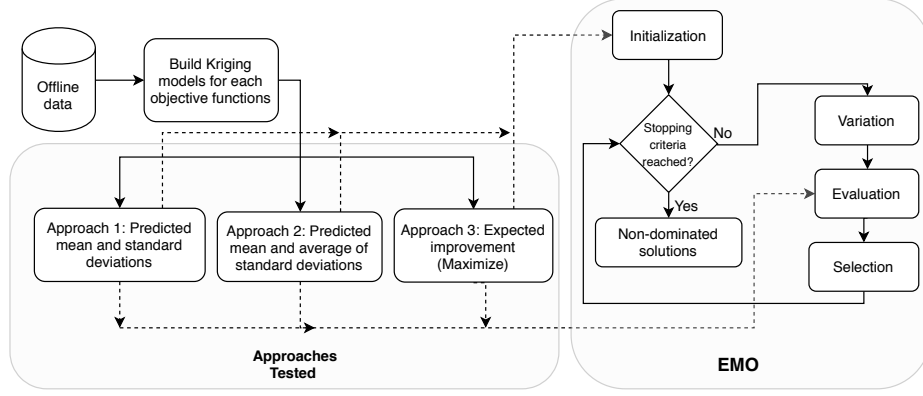 Offline
data
Build Kriging
models for each
objective functions
Approach 1: Predicted
mean and standard
deviations
Approach 2: Predicted
mean and average of
standard deviations
Approach 3: Expected
improvement
(Maximize)
Approaches
Tested
Initialization
Stopping
criteria
reached?
No
Yes
Non-dominated
solutions
Variation
Evaluation
Selection
EMO